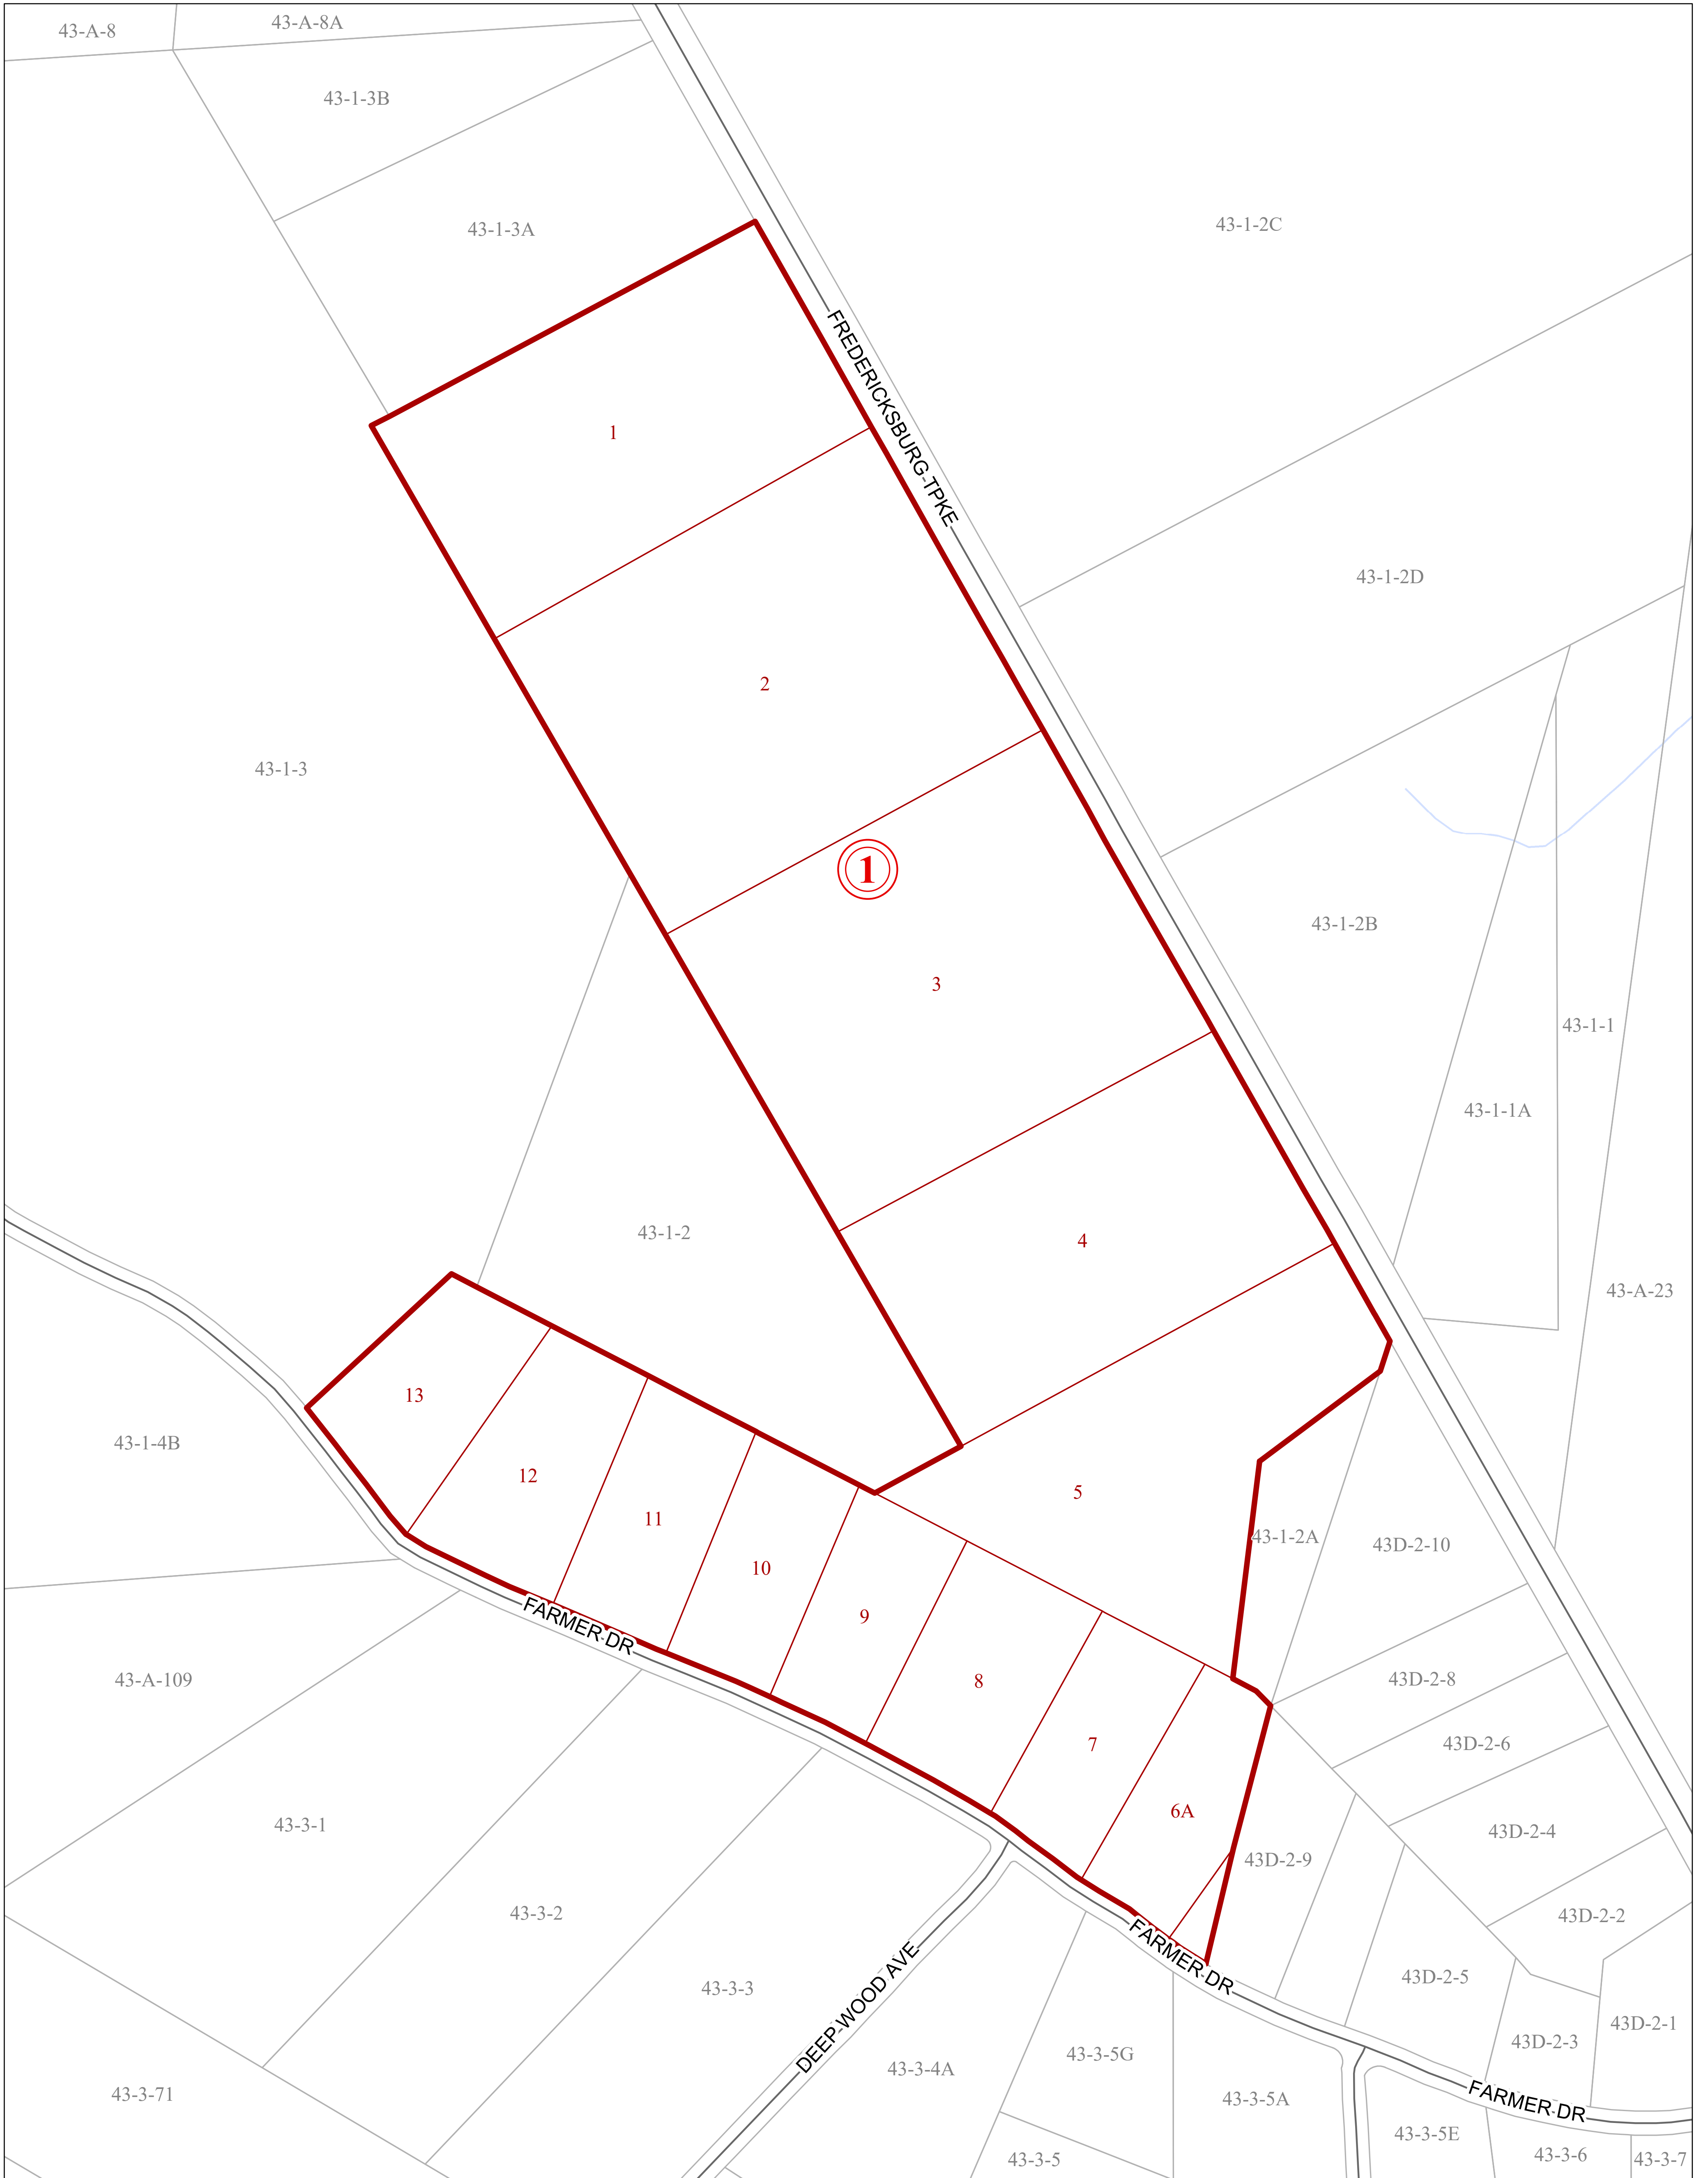 43-A-8
43-A-8A
43-1-3B
43-1-3A
43-1-2C
FREDERICKSBURG-TPKE
1
43-1-2D
2
43-1-3
1
43-1-2B
3
43-1-1
43-1-1A
43-1-2
4
43-A-23
13
43-1-4B
12
5
11
43-1-2A
43D-2-10
10
9
FARMER-DR
43-A-109
8
43D-2-8
7
43D-2-6
6A
43-3-1
43D-2-4
43D-2-9
43-3-2
43D-2-2
FARMER-DR
43D-2-5
43-3-3
DEEP-WOOD AVE
43D-2-1
43D-2-3
43-3-5G
43-3-4A
43-3-71
43-3-5A
FARMER-DR
43-3-5E
43-3-6
43-3-5
43-3-7